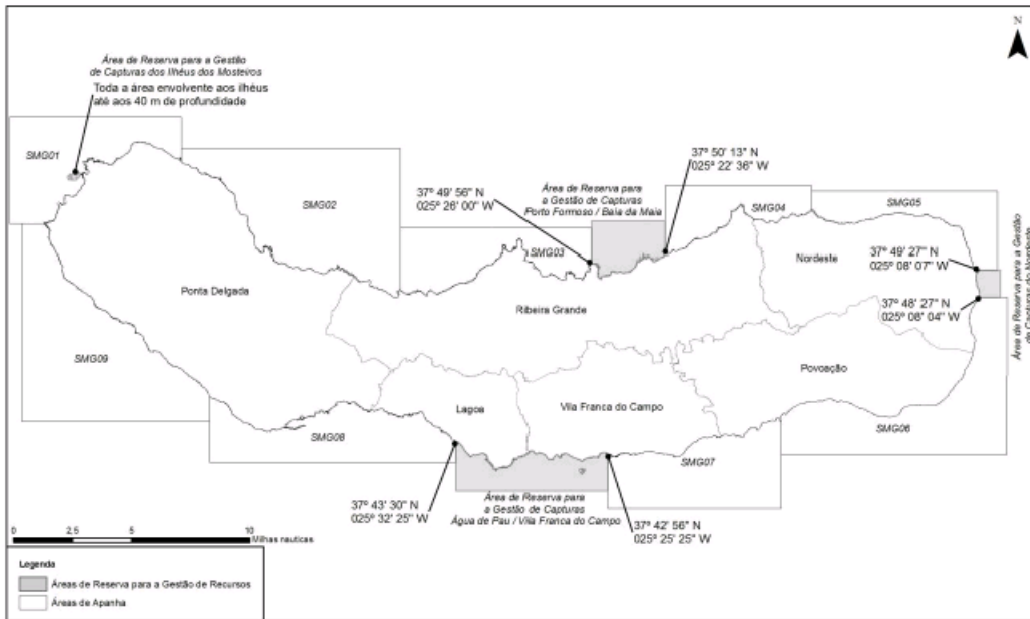 N
Área de Reserva para a Gestão
de Capturas dos Ilhéus dos Mosteiros
Toda a área envolvente aos ilhéus
até aos 40 m de profundidade
SMG01
SMG02
37º 49' 56" N
025º 26' 00" W
Área de Reserva para
a Gestão de Capturas
Porto Formoso / Baía da Maia
37º 50' 13" N
025º 22' 36" W
SMG03
SMG04
SMG05
Nordeste
37º 49' 27" N
025º 08' 07" W
37º 48' 27" N
025º 08" 04" W
Área de Reserva para a Gestão
de Capturas do Nordeste
Ponta Delgada
Ribeira Grande
SMG09
Povoação
Lagoa
Vila Franca do Campo
SMG08
SMG07
SMG06
37º 43' 30" N
025º 32' 25" W
Área de Reserva para
a Gestão de Capturas
Água de Pau / Vila Franca do Campo
37º 42' 56" N
025º 25' 25" W
0 2,5 5 10
Milhas nauticas
Legenda
Áreas de Reserva para a Gestão de Recursos
Áreas de Apanha